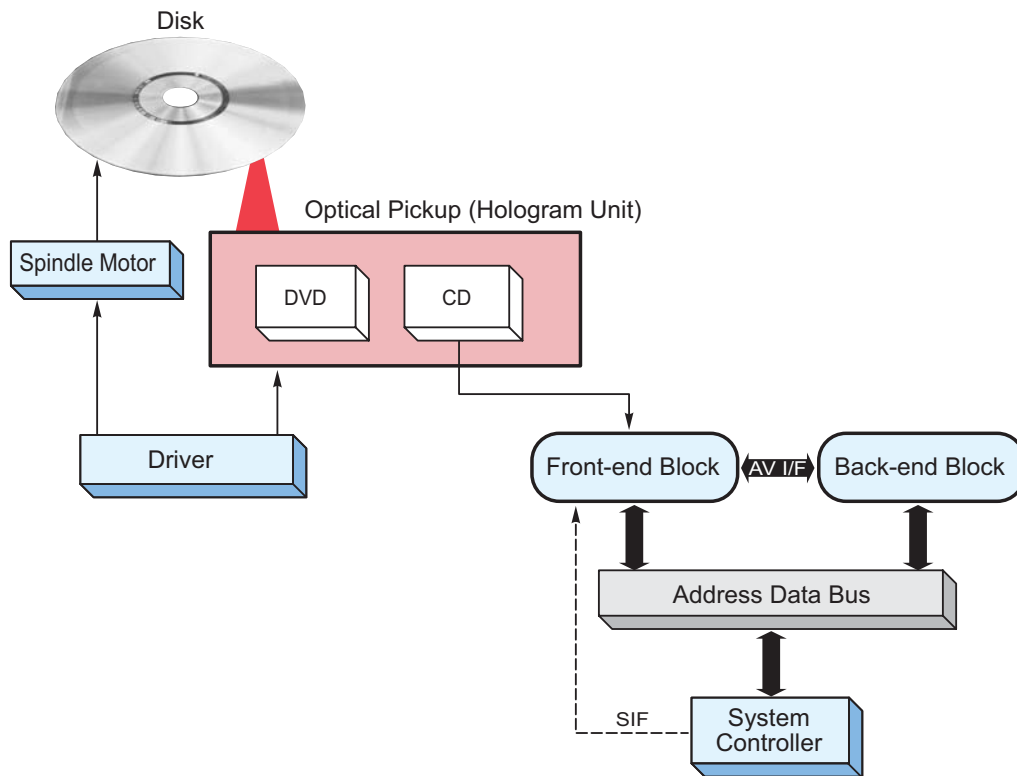 Disk
Optical Pickup (Hologram Unit)
Spindle Motor
DVD
CD
Driver
Front-end Block
AV I/F
Back-end Block
Address Data Bus
SIF
System
Controller